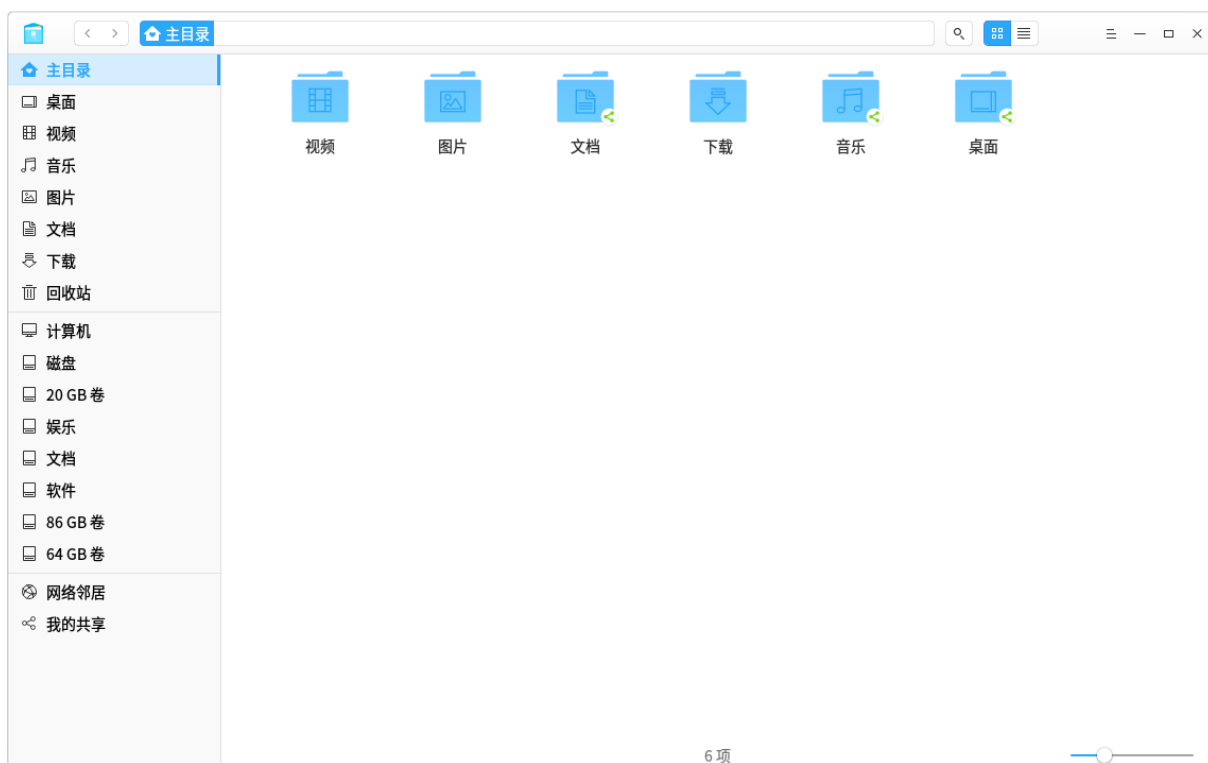 主目录
主目录
桌面
视频
音乐
图片
文档
下载
回收站
计算机
磁盘
20 GB 卷
娱乐
文档
软件
86 GB 卷
64 GB 卷
网络邻居
我的共享
视频 图片 文档 下载 音乐 桌面
6 项